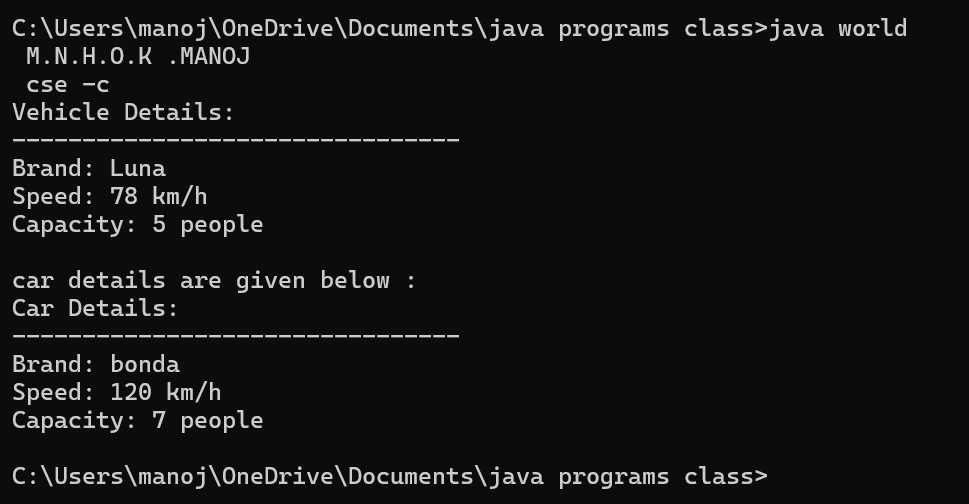 C:\Users\manoj\OneDrive\Documents\java programs class>java world
M.N.H.O.K .MANOJ
cse -c
Vehicle Details:
--------------------------------
Brand: Luna
Speed: 78 km/h
Capacity: 5 people
car details are given below :
Car Details:
--------------------------------
Brand: bonda
Speed: 120 km/h
Capacity: 7 people
C:\Users\manoj\OneDrive\Documents\java programs class>